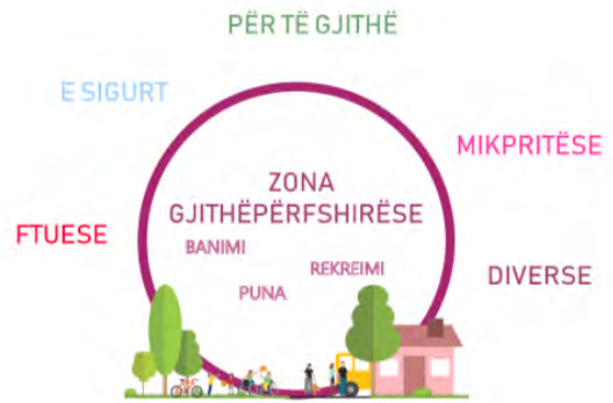 PËR TË GJITHË
E SIGURT
MIKPRITËSE
ZONA
GJITHËPËRFSHIRËSE
FTUESE
BANIMI
REKREIMI
DIVERSE
PUNA